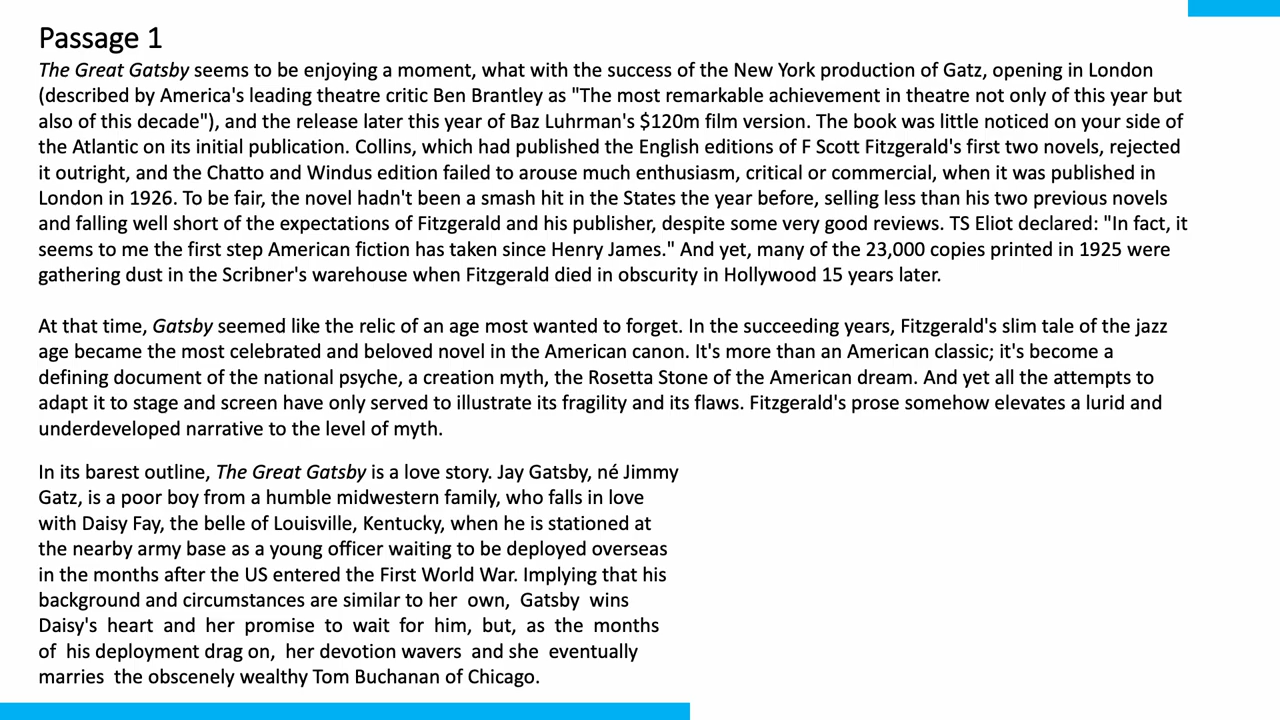 Passage 1
The Great Gatsby seems to be enjoying a moment, what with the success of the New York production of Gatz, opening in London
(described by America's leading theatre critic Ben Brantley as "The most remarkable achievement in theatre not only of this year but
also of this decade"), and the release later this year of Baz Luhrman's $120m film version. The book was little noticed on your side of
the Atlantic on its initial publication. Collins, which had published the English editions of F Scott Fitzgerald's first two novels, rejected
it outright, and the Chatto and Windus edition failed to arouse much enthusiasm, critical or commercial, when it was published in
London in 1926. To be fair, the novel hadn't been a smash hit in the States the year before, selling less than his two previous novels
and falling well short of the expectations of Fitzgerald and his publisher, despite some very good reviews. TS Eliot declared: "In fact, it
seems to me the first step American fiction has taken since Henry James." And yet, many of the 23,000 copies printed in 1925 were
gathering dust in the Scribner's warehouse when Fitzgerald died in obscurity in Hollywood 15 years later.
At that time, Gatsby seemed like the relic of an age most wanted to forget. In the succeeding years, Fitzgerald's slim tale of the jazz
age became the most celebrated and beloved novel in the American canon. It's more than an American classic; it's become a
defining document of the national psyche, a creation myth, the Rosetta Stone of the American dream. And yet all the attempts to
adapt it to stage and screen have only served to illustrate its fragility and its flaws. Fitzgerald's prose somehow elevates a lurid and
underdeveloped narrative to the level of myth.
In its barest outline, The Great Gatsby is a love story. Jay Gatsby, né Jimmy
Gatz, is a poor boy from a humble midwestern family, who falls in love
with Daisy Fay, the belle of Louisville, Kentucky, when he is stationed at
the nearby army base as a young officer waiting to be deployed overseas
in the months after the US entered the First World War. Implying that his
background and circumstances are similar to her own, Gatsby wins
Daisy's heart and her promise to wait for him, but, as the months
of his deployment drag on, her devotion wavers and she eventually
marries the obscenely wealthy Tom Buchanan of Chicago.